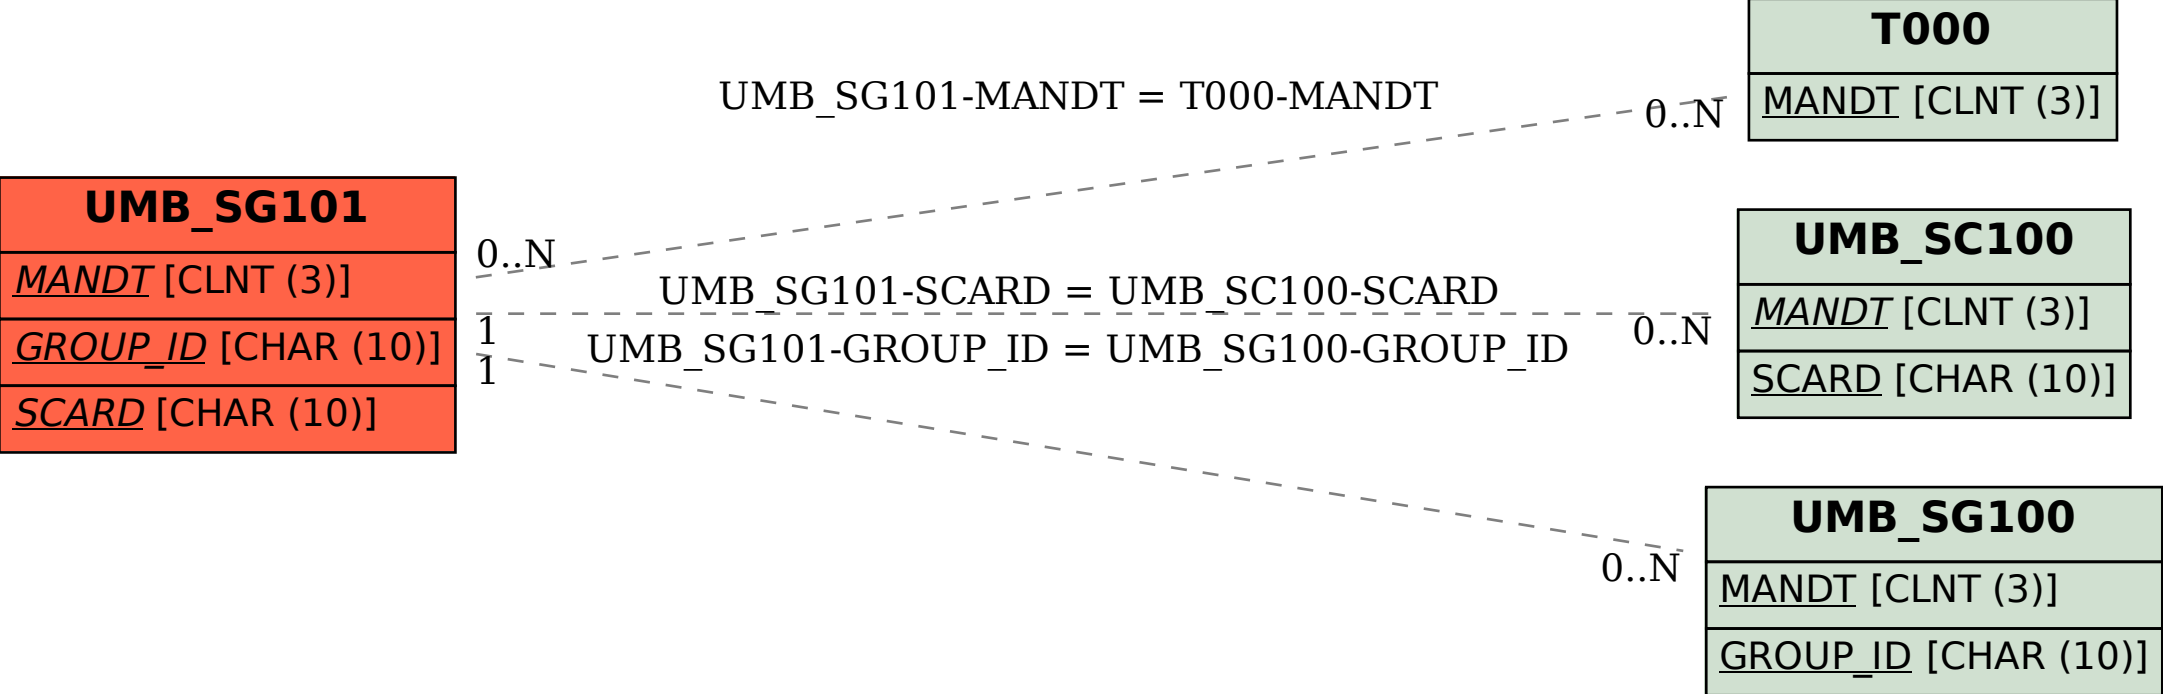 T000
MANDT [CLNT (3)]
UMB_SG101-MANDT = T000-MANDT
0..N
UMB_SG101
MANDT [CLNT (3)]
GROUP_ID [CHAR (10)]
SCARD [CHAR (10)]
0..N
UMB_SC100
MANDT [CLNT (3)]
SCARD [CHAR (10)]
UMB_SG101-SCARD = UMB_SC100-SCARD
1
0..N
UMB_SG101-GROUP_ID = UMB_SG100-GROUP_ID
1
0..N
UMB_SG100
MANDT [CLNT (3)]
GROUP_ID [CHAR (10)]